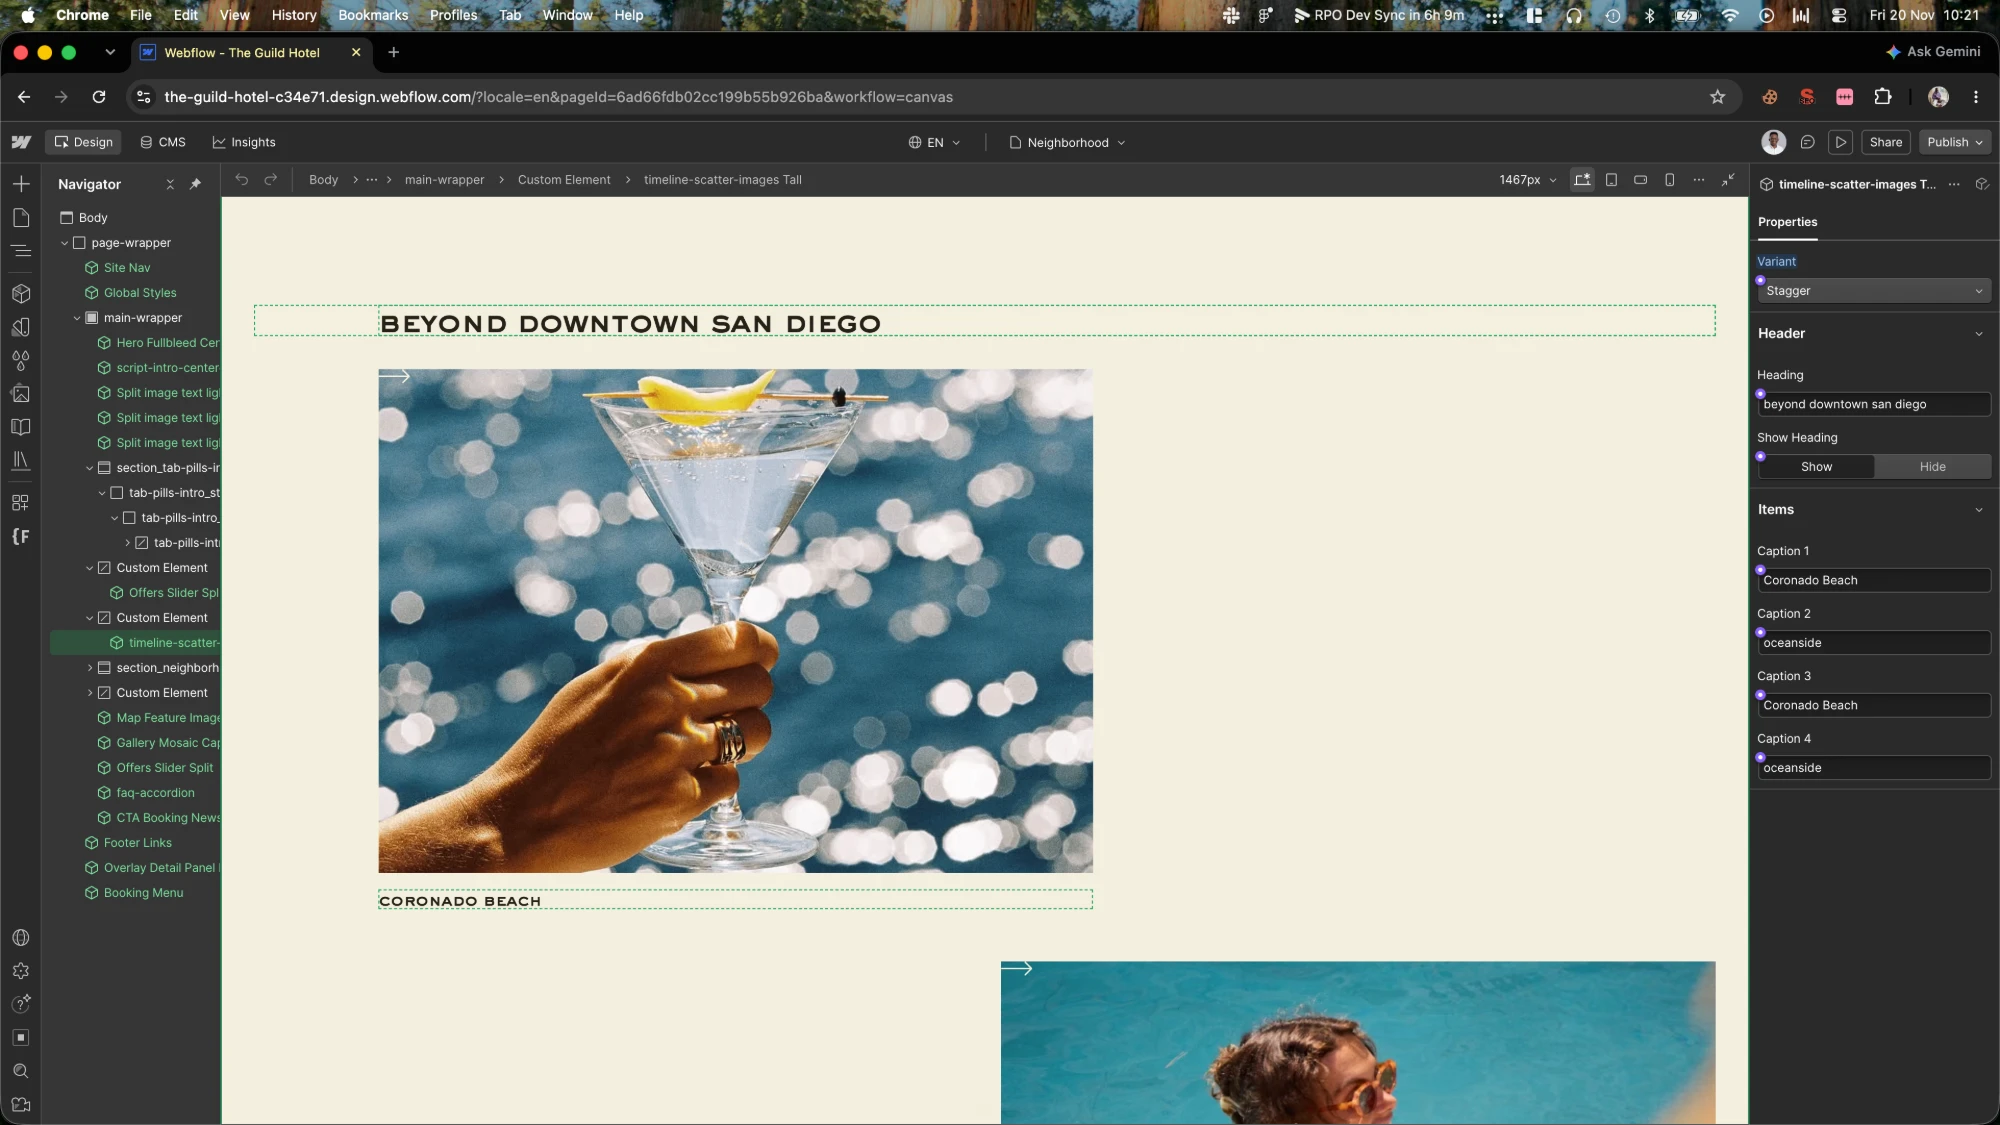 Chrome File Edit View History Bookmarks Profiles Tab Window Help RPO Dev Sync in 6h 9m Fri 20 Nov 10:21
Webflow - The Guild Hotel Ask Gemini
the-guild-hotel-c34e71.design.webflow.com/?locale=en&pageId=6ad66fdb02cc199b55b926ba&workflow=canvas
Design CMS Insights EN Neighborhood Share Publish
Navigator
Body ··· main-wrapper Custom Element timeline-scatter-images Tall 1467px
timeline-scatter-images T...
Body
page-wrapper
Site Nav
Global Styles
main-wrapper
Hero Fullbleed Cer
script-intro-center
Split image text lig
Split image text lig
Split image text lig
section_tab-pills-ir
tab-pills-intro_st
tab-pills-intro_
tab-pills-int
Custom Element
Offers Slider Spl
Custom Element
timeline-scatter-
section_neighborh
Custom Element
Map Feature Image
Gallery Mosaic Cap
Offers Slider Split
faq-accordion
CTA Booking News
Footer Links
Overlay Detail Panel
Booking Menu
BEYOND DOWNTOWN SAN DIEGO
CORONADO BEACH
Properties
Variant
Stagger
Header
Heading
beyond downtown san diego
Show Heading
Show Hide
Items
Caption 1
Coronado Beach
Caption 2
oceanside
Caption 3
Coronado Beach
Caption 4
oceanside